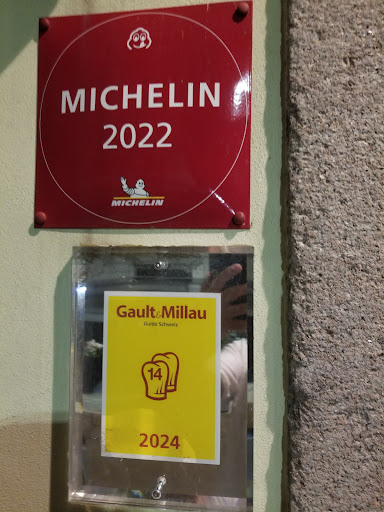 MICHELIN
2022
MICHELIN
Gault&Millau
Guide Schweiz
14
2024